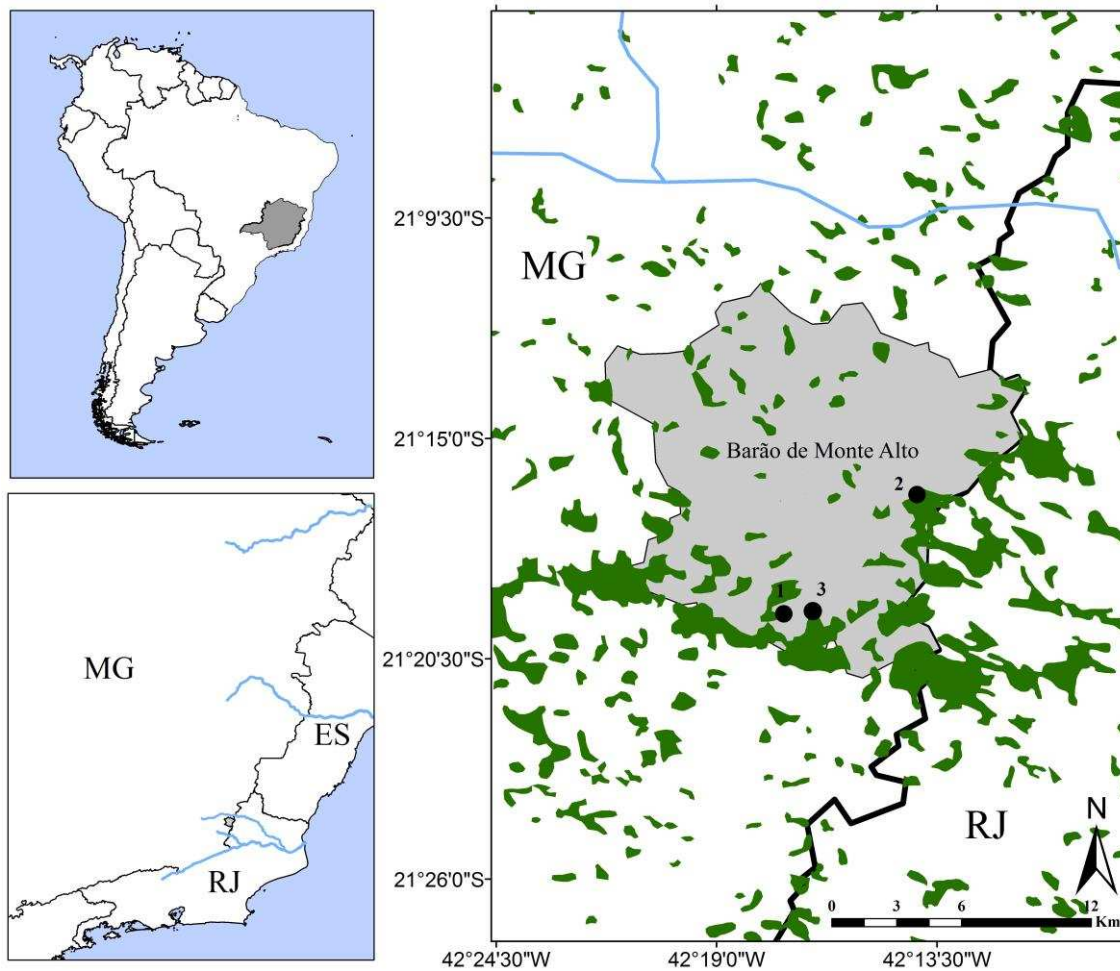 MG
ES
RJ
MG
Barão de Monte Alto
2
1
3
RJ
N
0 3 6 12
Km
21°9'30"S
21°15'0"S
21°20'30"S
21°26'0"S
42°24'30"W 42°19'0"W 42°13'30"W